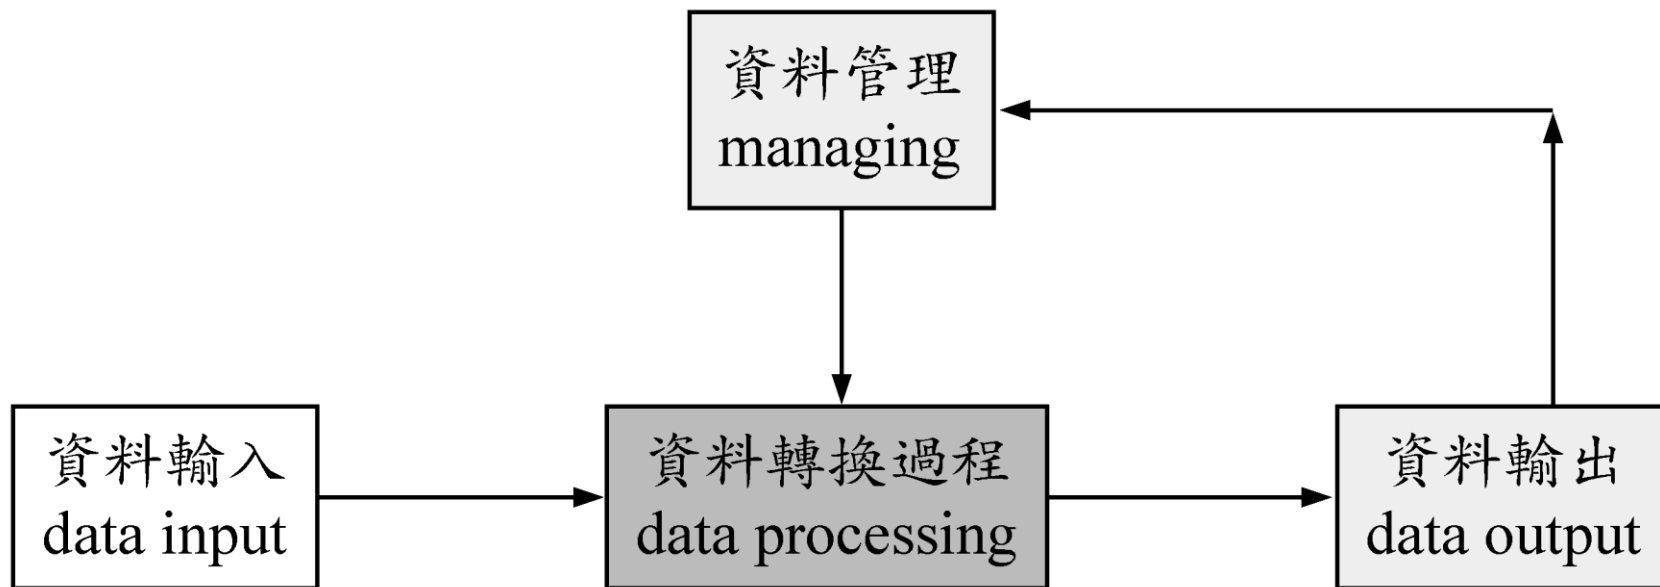 資料管理
managing
資料輸入
data input
資料轉換過程
data processing
資料輸出
data output